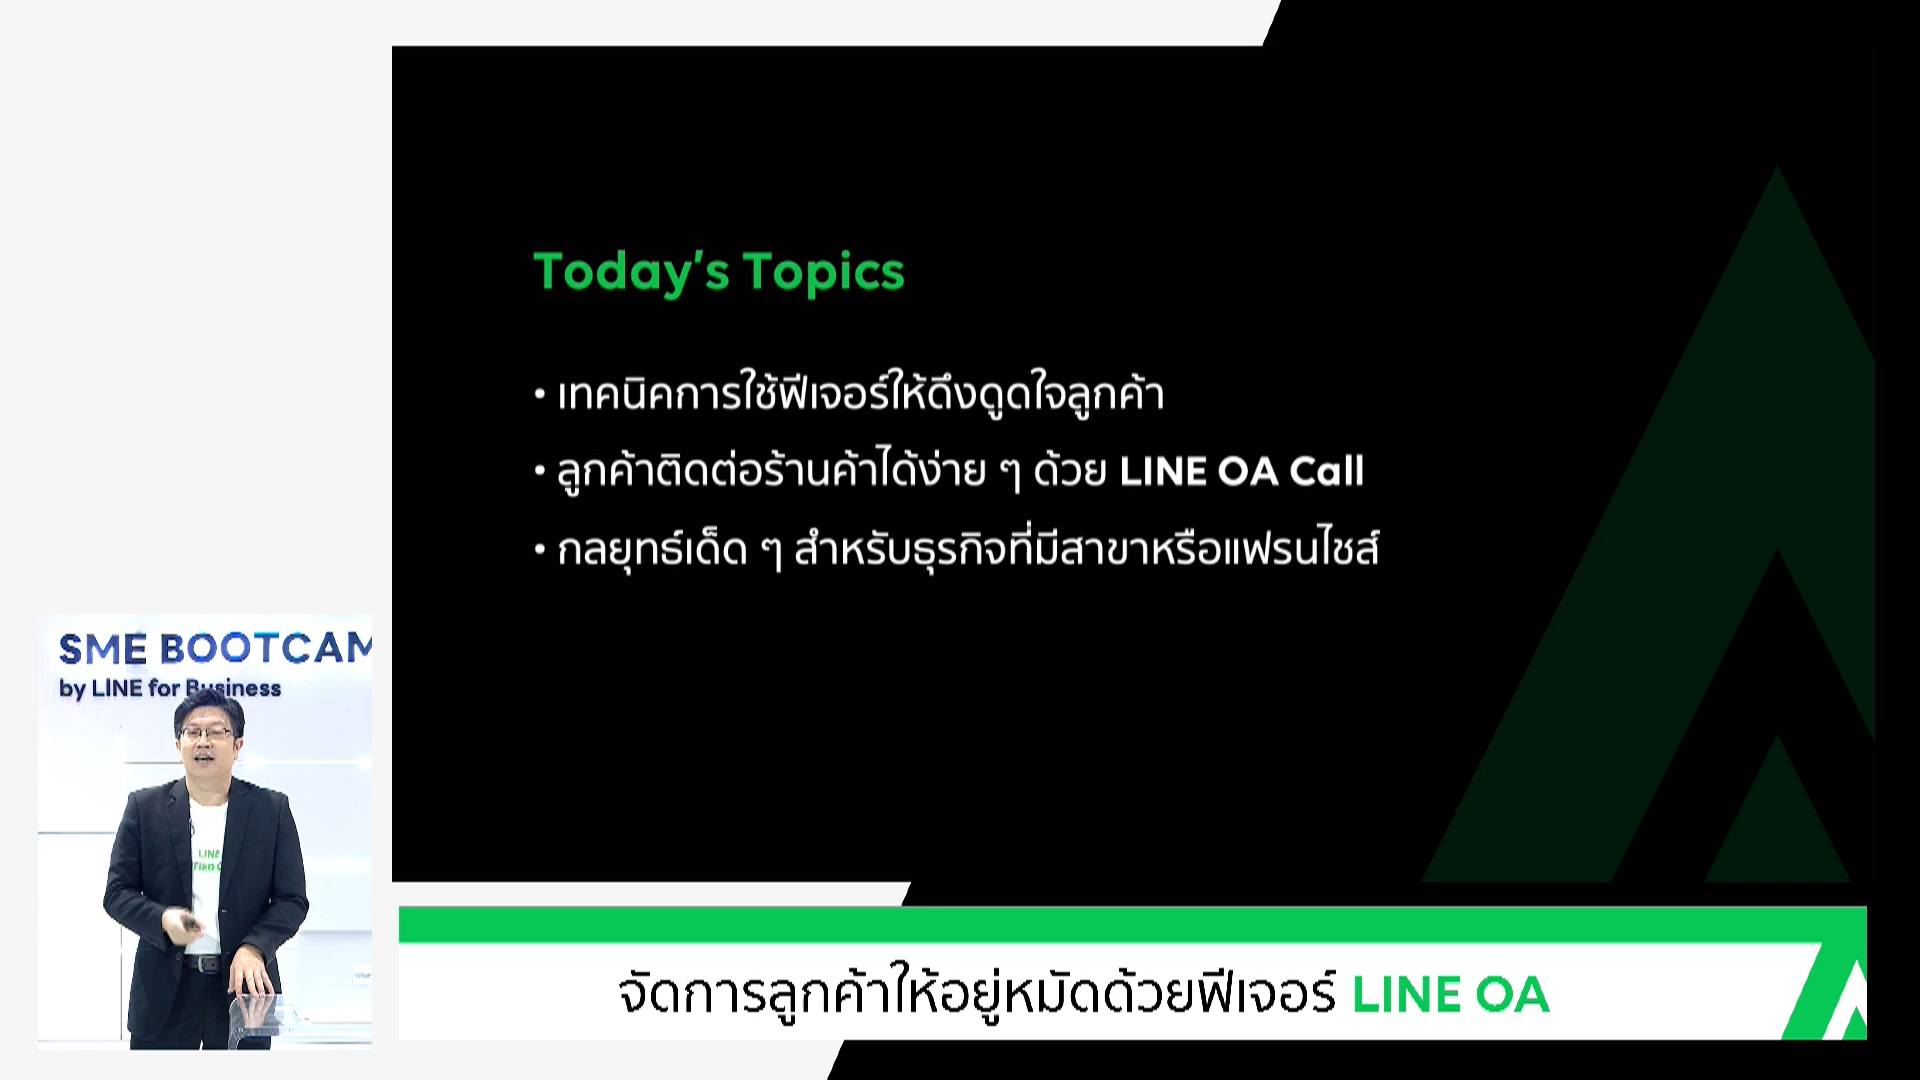 Today's Topics
• เทคนิคการใช้ฟีเจอร์ให้ดึงดูดใจลูกค้า
• ลูกค้าติดต่อร้านค้าได้ง่าย ๆ ด้วย LINE OA Call
• กลยุทธ์เด็ด ๆ สำหรับธุรกิจที่มีสาขาหรือแฟรนไชส์
SME BOOTCAM
by LINE for Business
LINE
จัดการลูกค้าให้อยู่หมัดด้วยฟีเจอร์ LINE OA